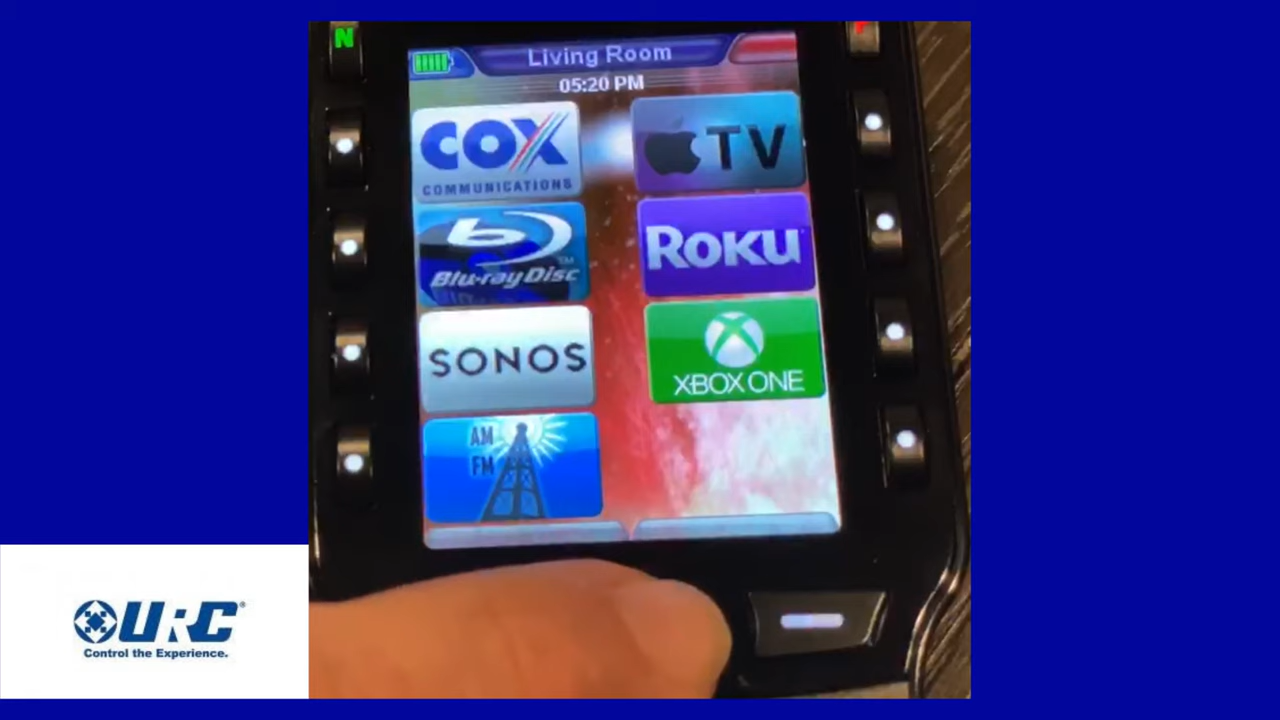 N
Living Room
05:20 PM
COX
COMMUNICATIONS
TV
b
Blu-ray Disc™
ROKU
SONOS
XBOX ONE
AM
FM
URC®
Control the Experience.